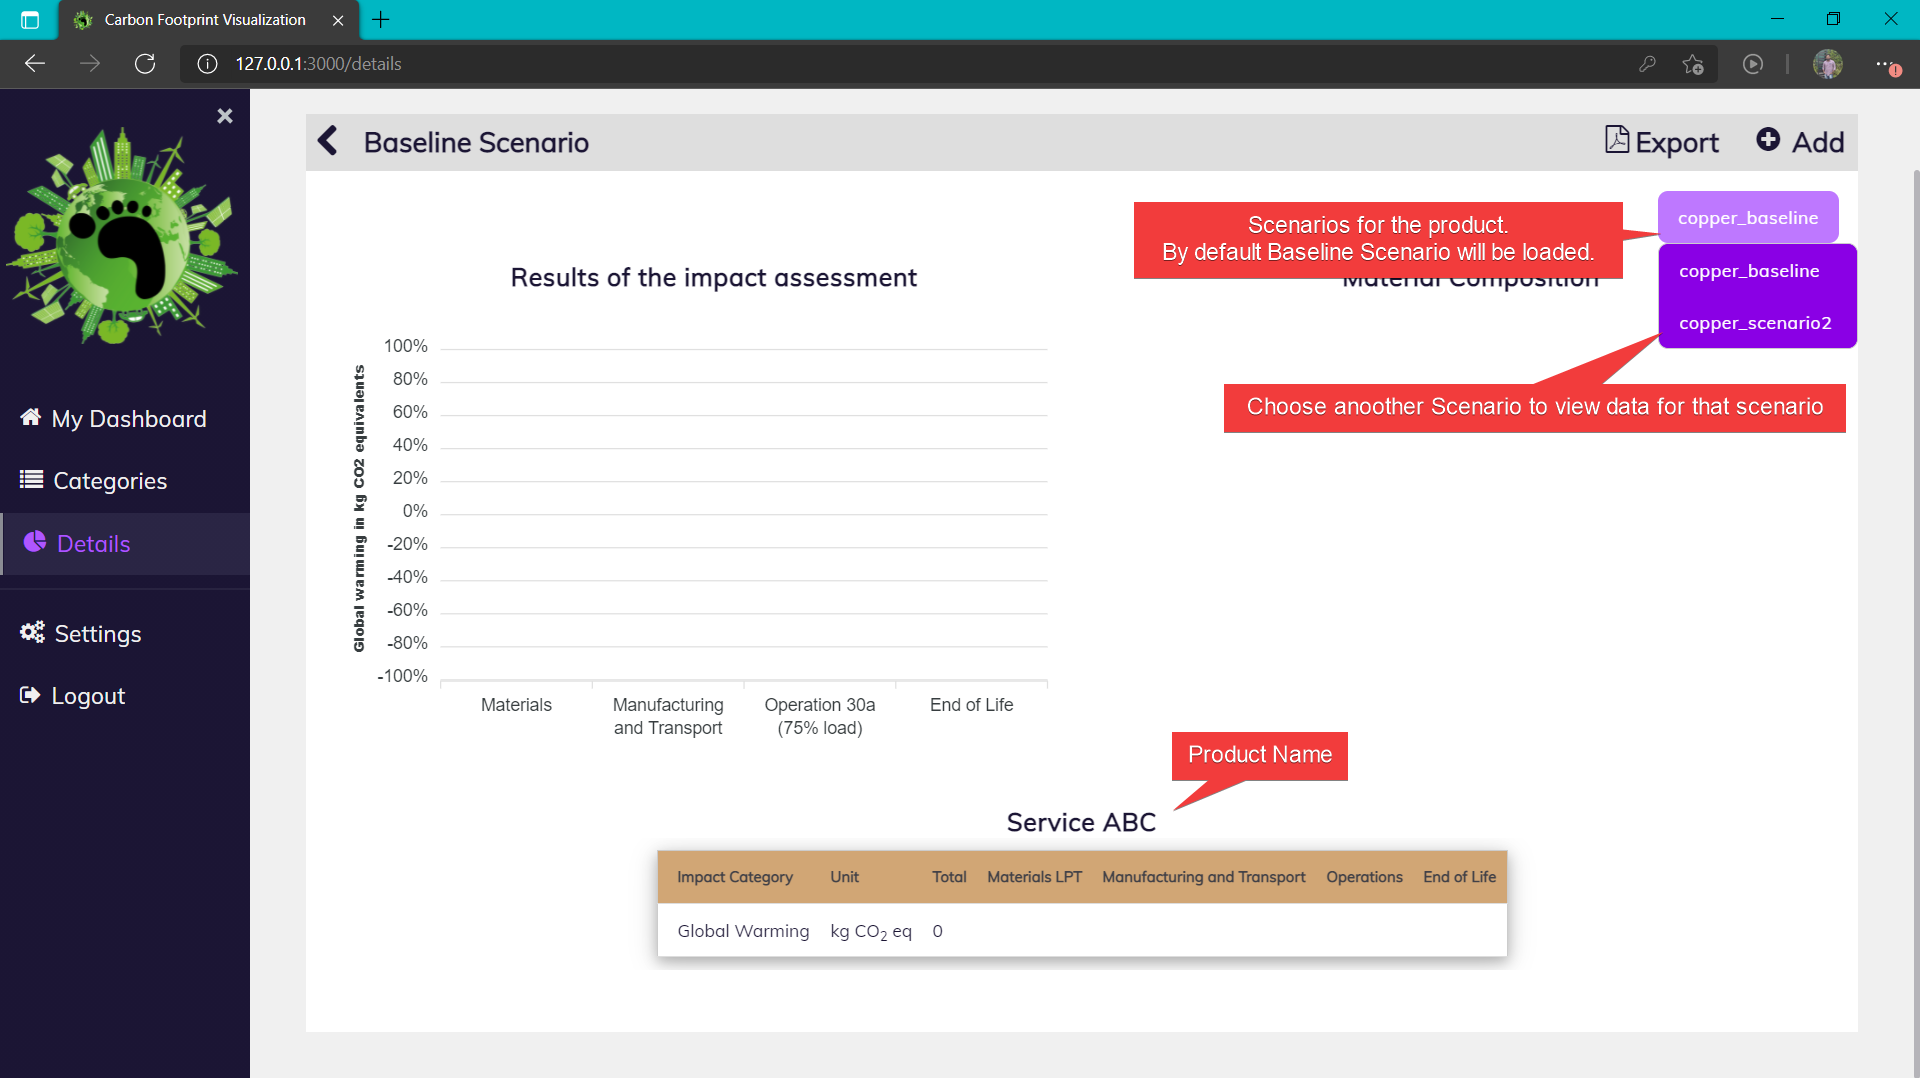 Carbon Footprint Visualization
127.0.0.1:3000/details
Baseline Scenario
Export
Add
My Dashboard
Categories
Details
Settings
Logout
copper_baseline
copper_baseline
copper_scenario2
Scenarios for the product.
By default Baseline Scenario will be loaded.
Results of the impact assessment
Material Composition
Choose anoother Scenario to view data for that scenario
Global warming in kg CO2 equivalents
100%
80%
60%
40%
20%
0%
-20%
-40%
-60%
-80%
-100%
Materials
Manufacturing
and Transport
Operation 30a
(75% load)
End of Life
Product Name
Service ABC
Impact Category Unit Total Materials LPT Manufacturing and Transport Operations End of Life
Global Warming kg CO2 eq 0